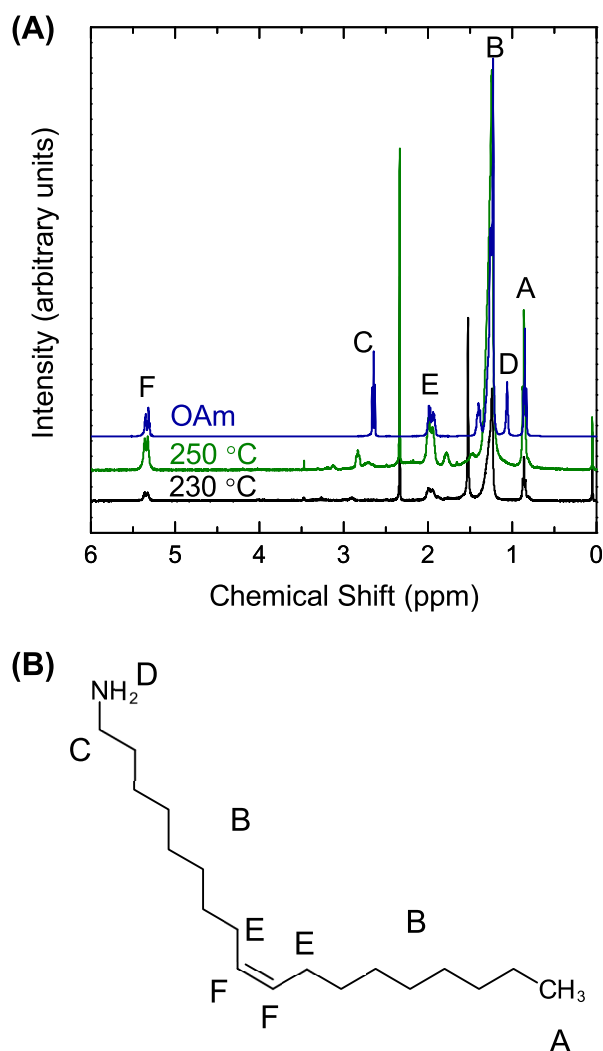 (A)
B
A
C
D
E
F
OAm
250 °C
230 °C
6 5 4 3 2 1 0
Chemical Shift (ppm)
Intensity (arbitrary units)
(B)
NH2 D
C
B
E
E
B
F
F
CH3
A